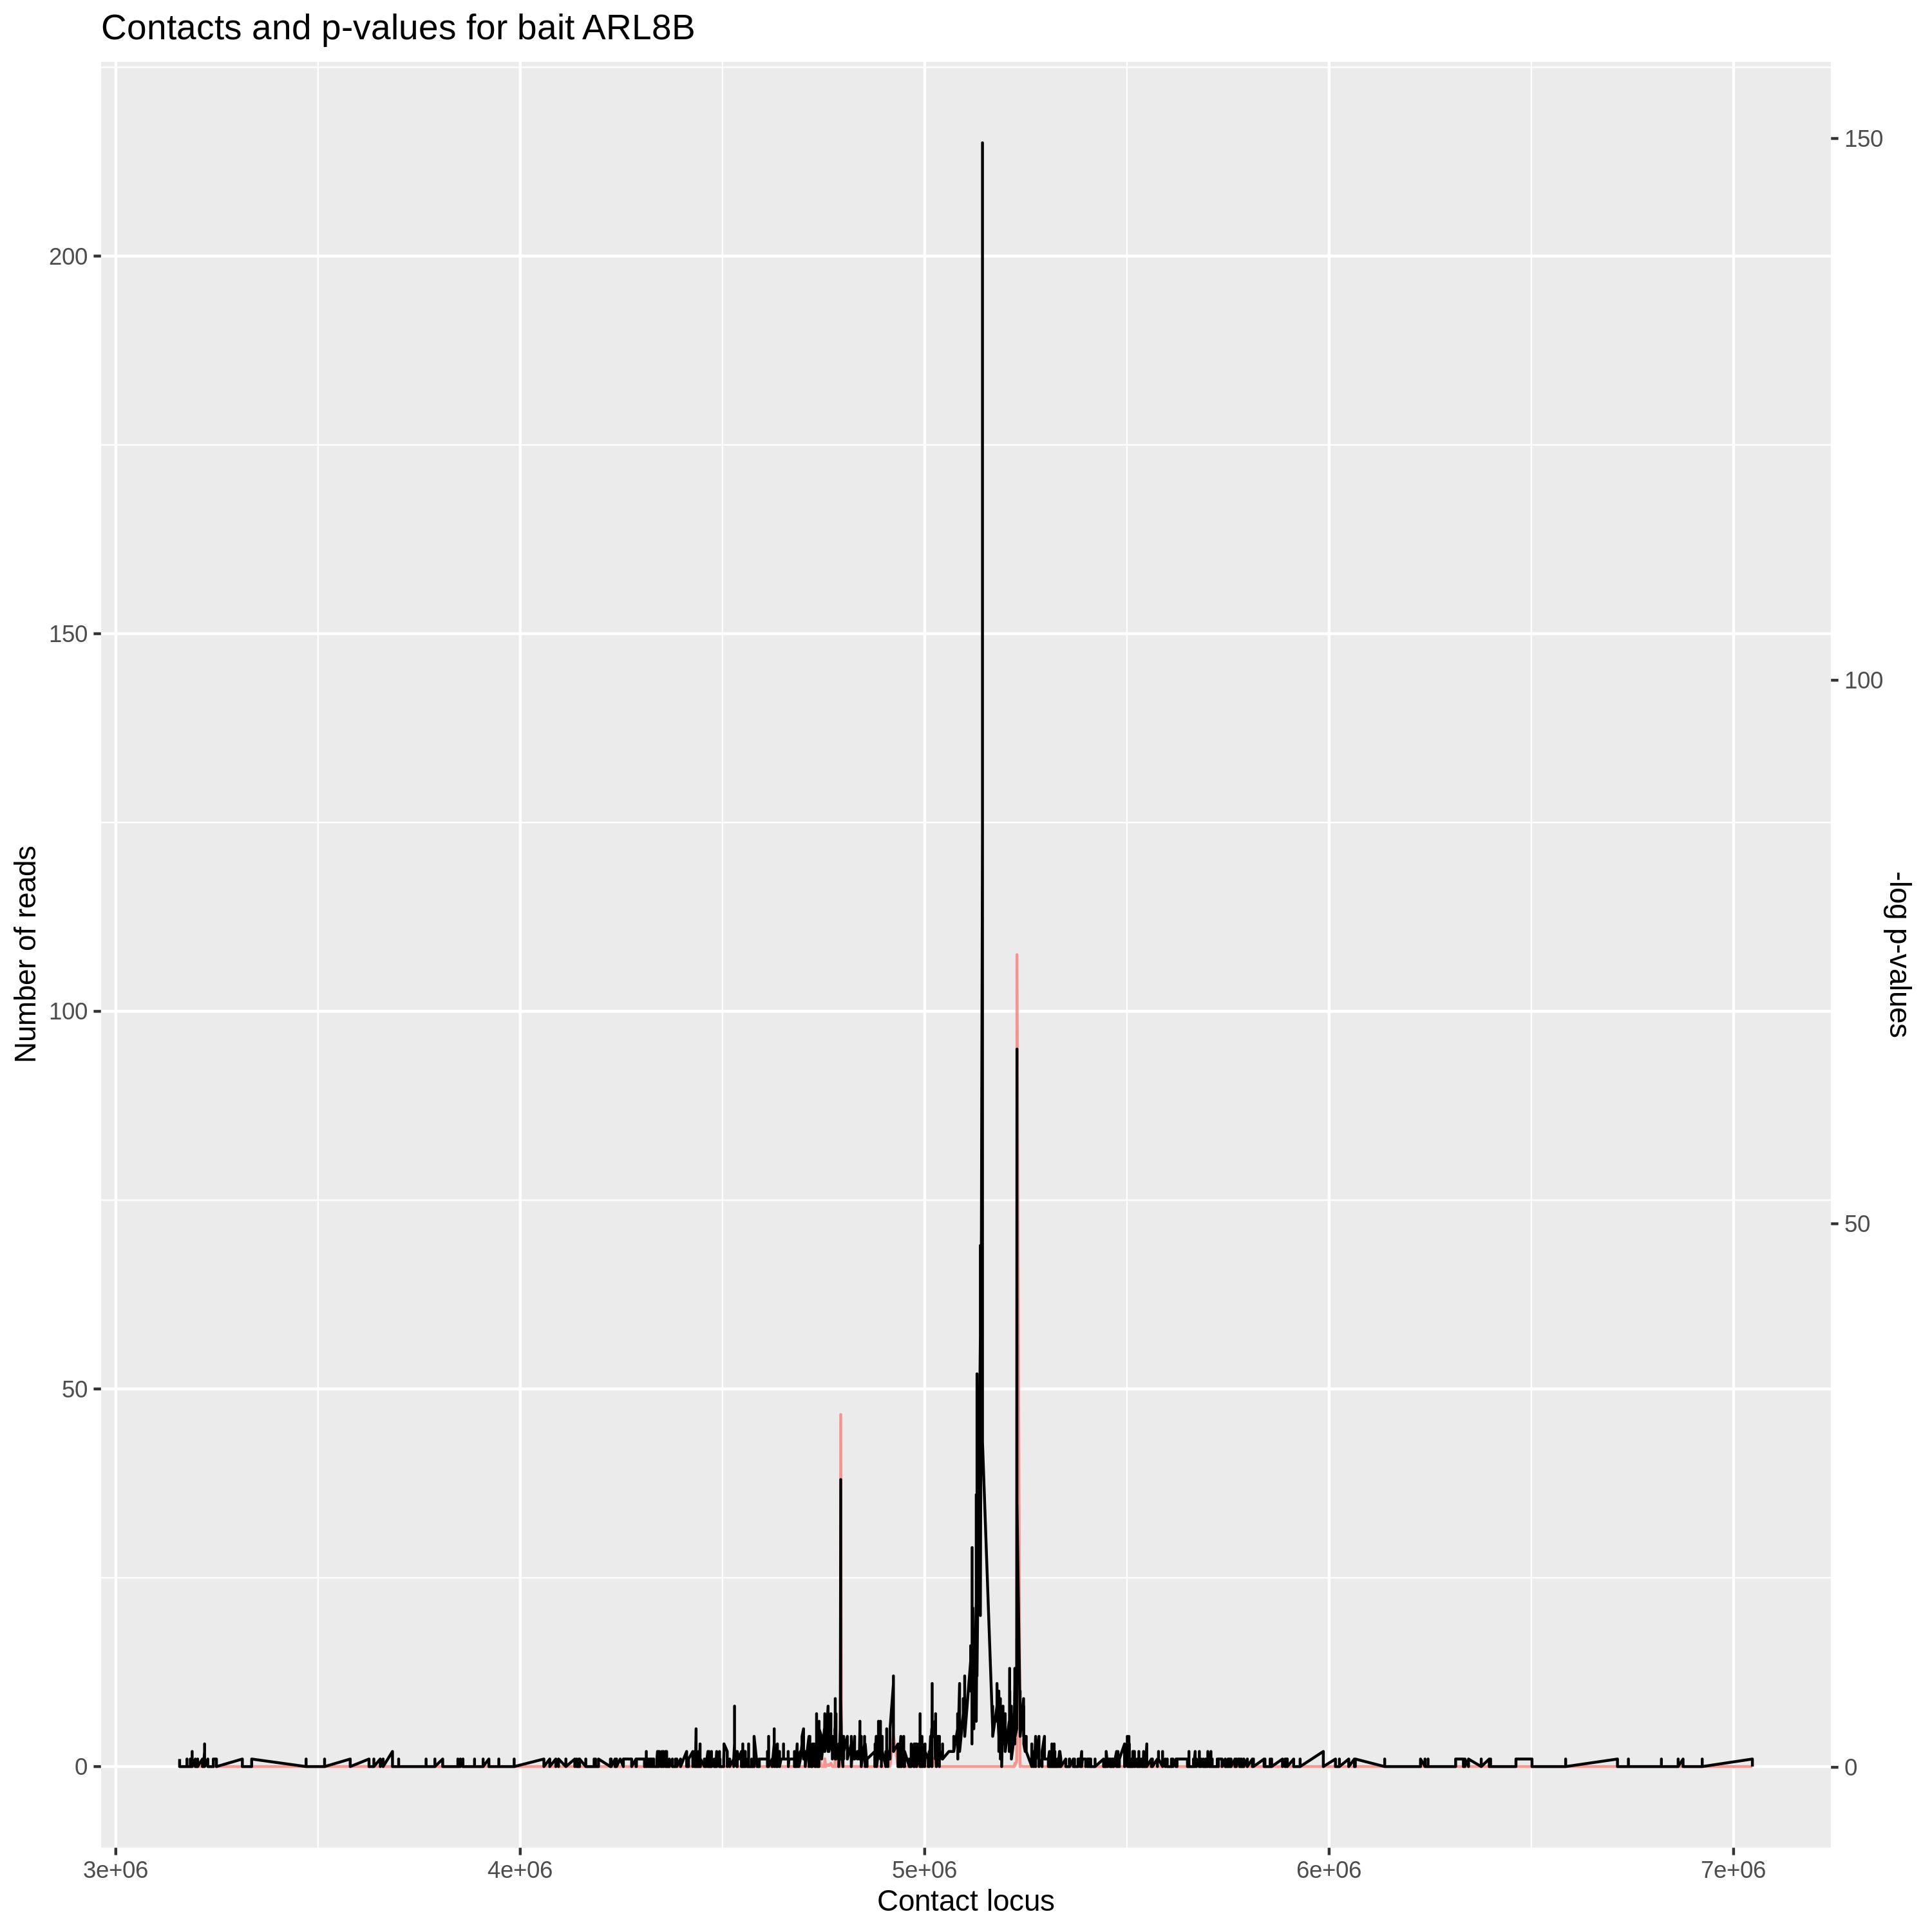 Contacts and p-values for bait ARL8B
Number of reads
200
150
100
50
0
150
100
50
0
-log p-values
3e+06 4e+06 5e+06 6e+06 7e+06
Contact locus